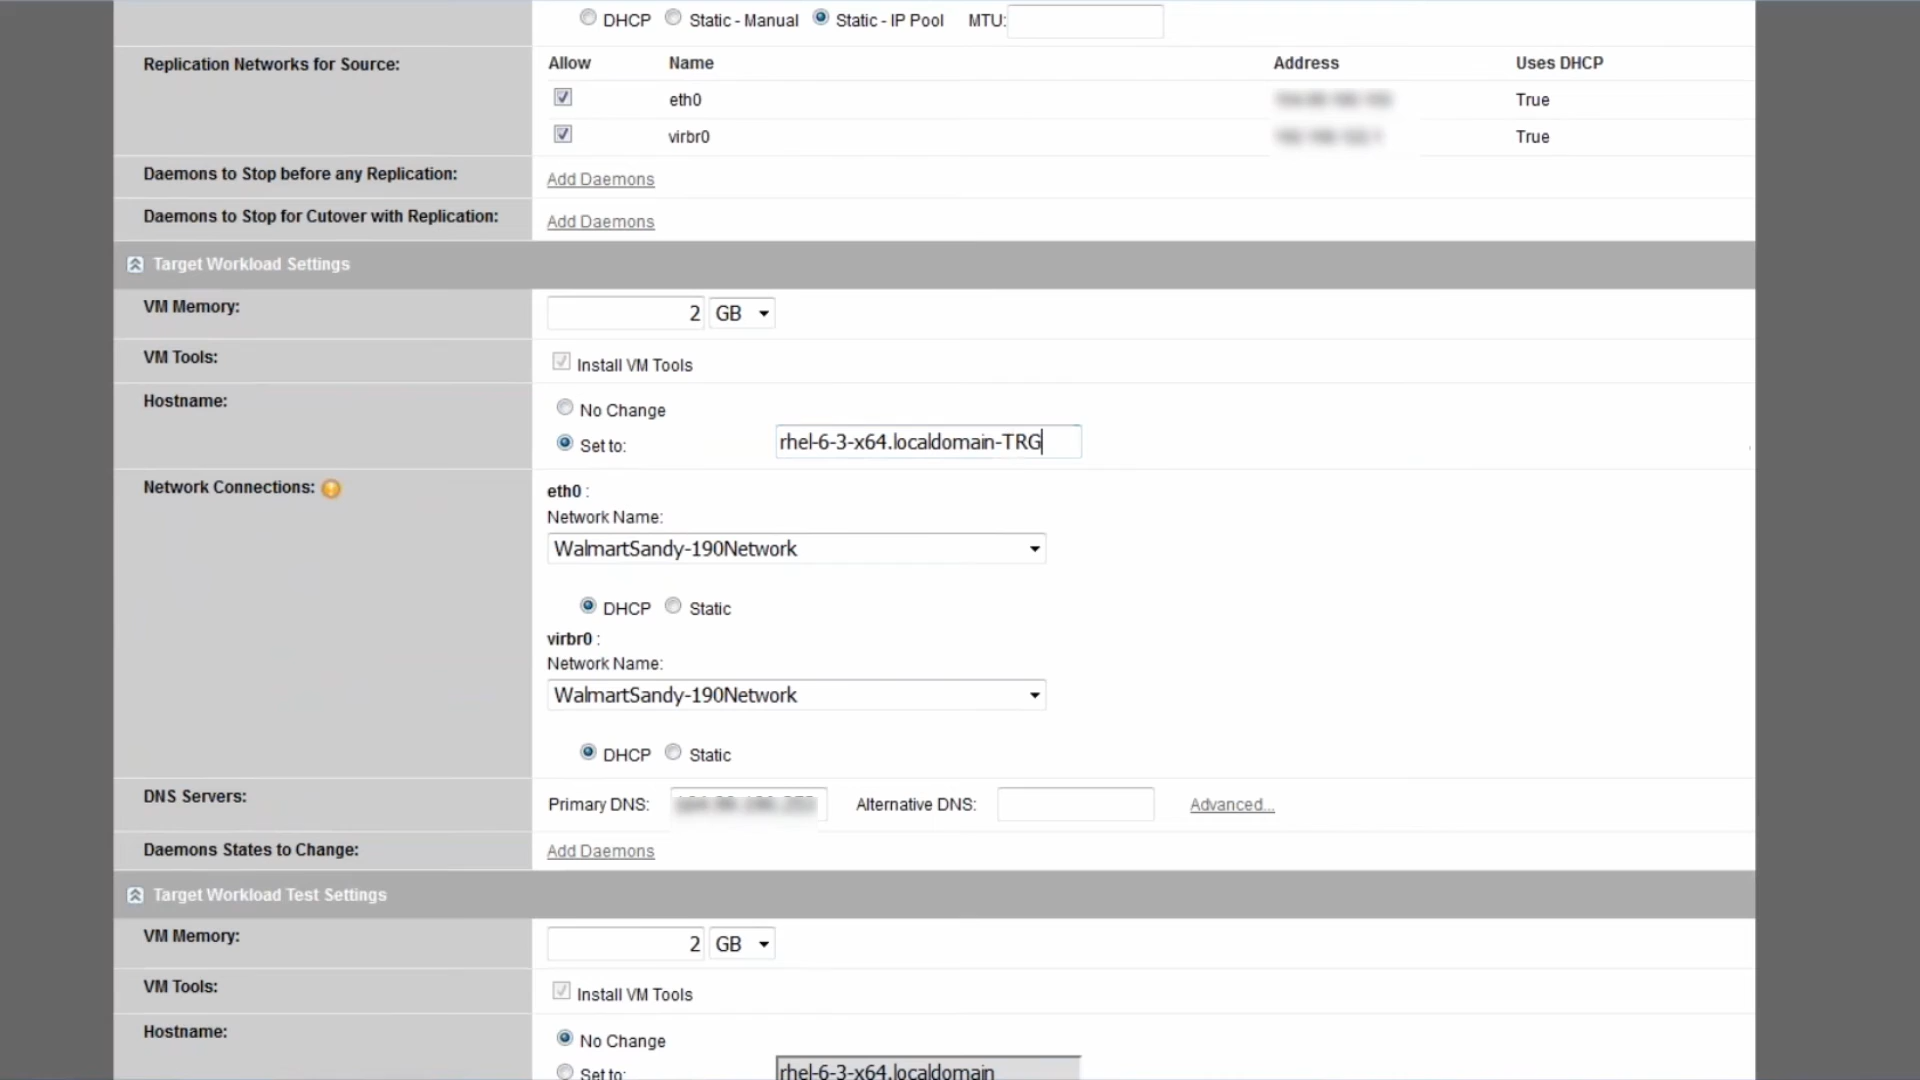 DHCP Static - Manual Static - IP Pool MTU:
Replication Networks for Source: Allow Name Address Uses DHCP
eth0 True
virbr0 True
Daemons to Stop before any Replication: Add Daemons
Daemons to Stop for Cutover with Replication: Add Daemons
Target Workload Settings
VM Memory: 2 GB
VM Tools: Install VM Tools
Hostname: No Change
Set to: rhel-6-3-x64.localdomain-TRG
Network Connections: eth0 :
Network Name:
WalmartSandy-190Network
DHCP Static
virbr0 :
Network Name:
WalmartSandy-190Network
DHCP Static
DNS Servers: Primary DNS: Alternative DNS: Advanced...
Daemons States to Change: Add Daemons
Target Workload Test Settings
VM Memory: 2 GB
VM Tools: Install VM Tools
Hostname: No Change
Set to: rhel-6-3-x64.localdomain